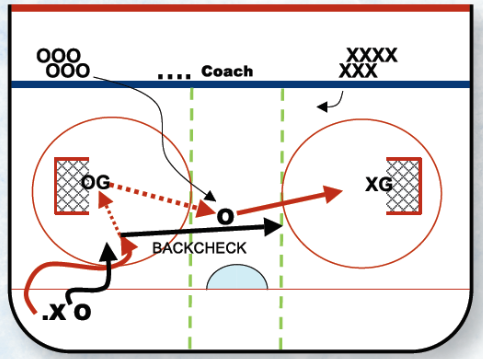 OOO
OOO
.... Coach
XXXX
XXX
OG
XG
O
BACKCHECK
.X O